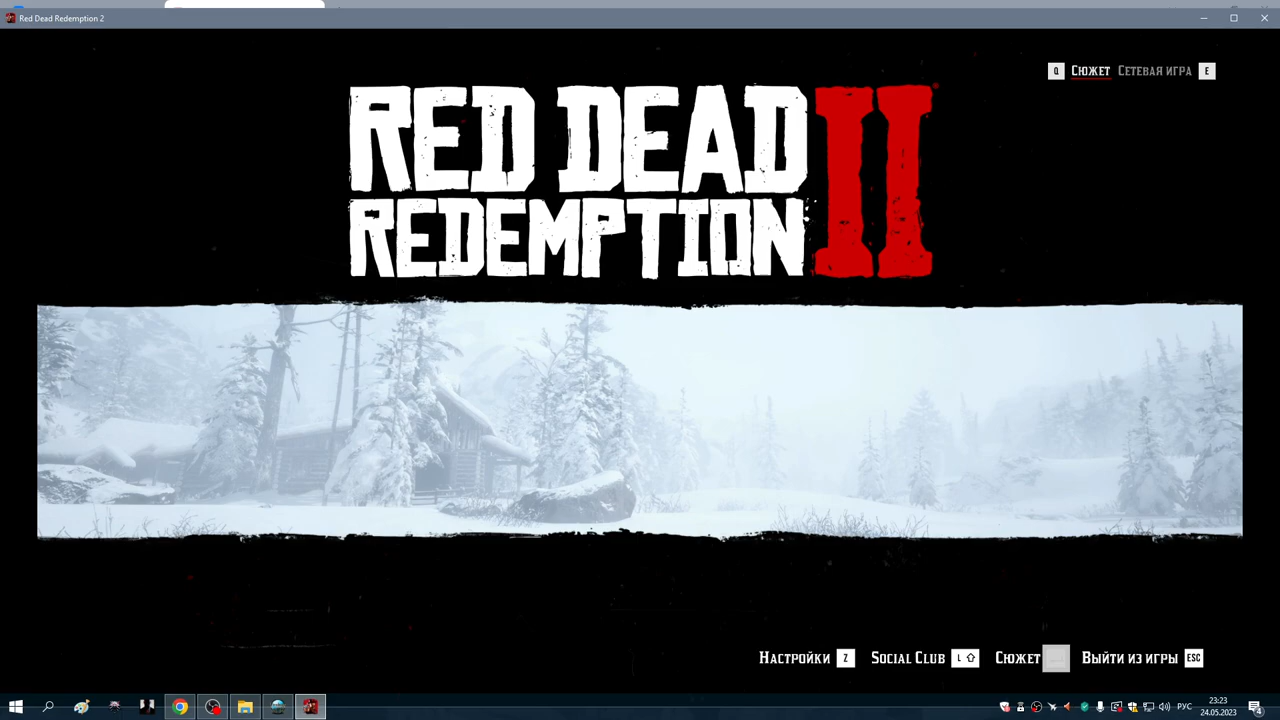 Red Dead Redemption 2
Q Сюжет Сетевая игра E
RED DEAD
REDEMPTION II
Настройки Z Social Club L ⇧ Сюжет Выйти из игры ESC
23:23
РУС
24.05.2023
4